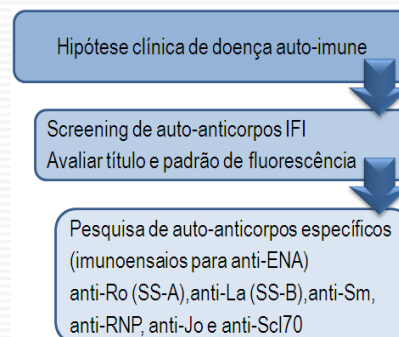 Hipótese clínica de doença auto-imune
Screening de auto-anticorpos IFI
Avaliar título e padrão de fluorescência
Pesquisa de auto-anticorpos específicos
(imunoensaios para anti-ENA)
anti-Ro (SS-A),anti-La (SS-B),anti-Sm,
anti-RNP, anti-Jo e anti-Scl70